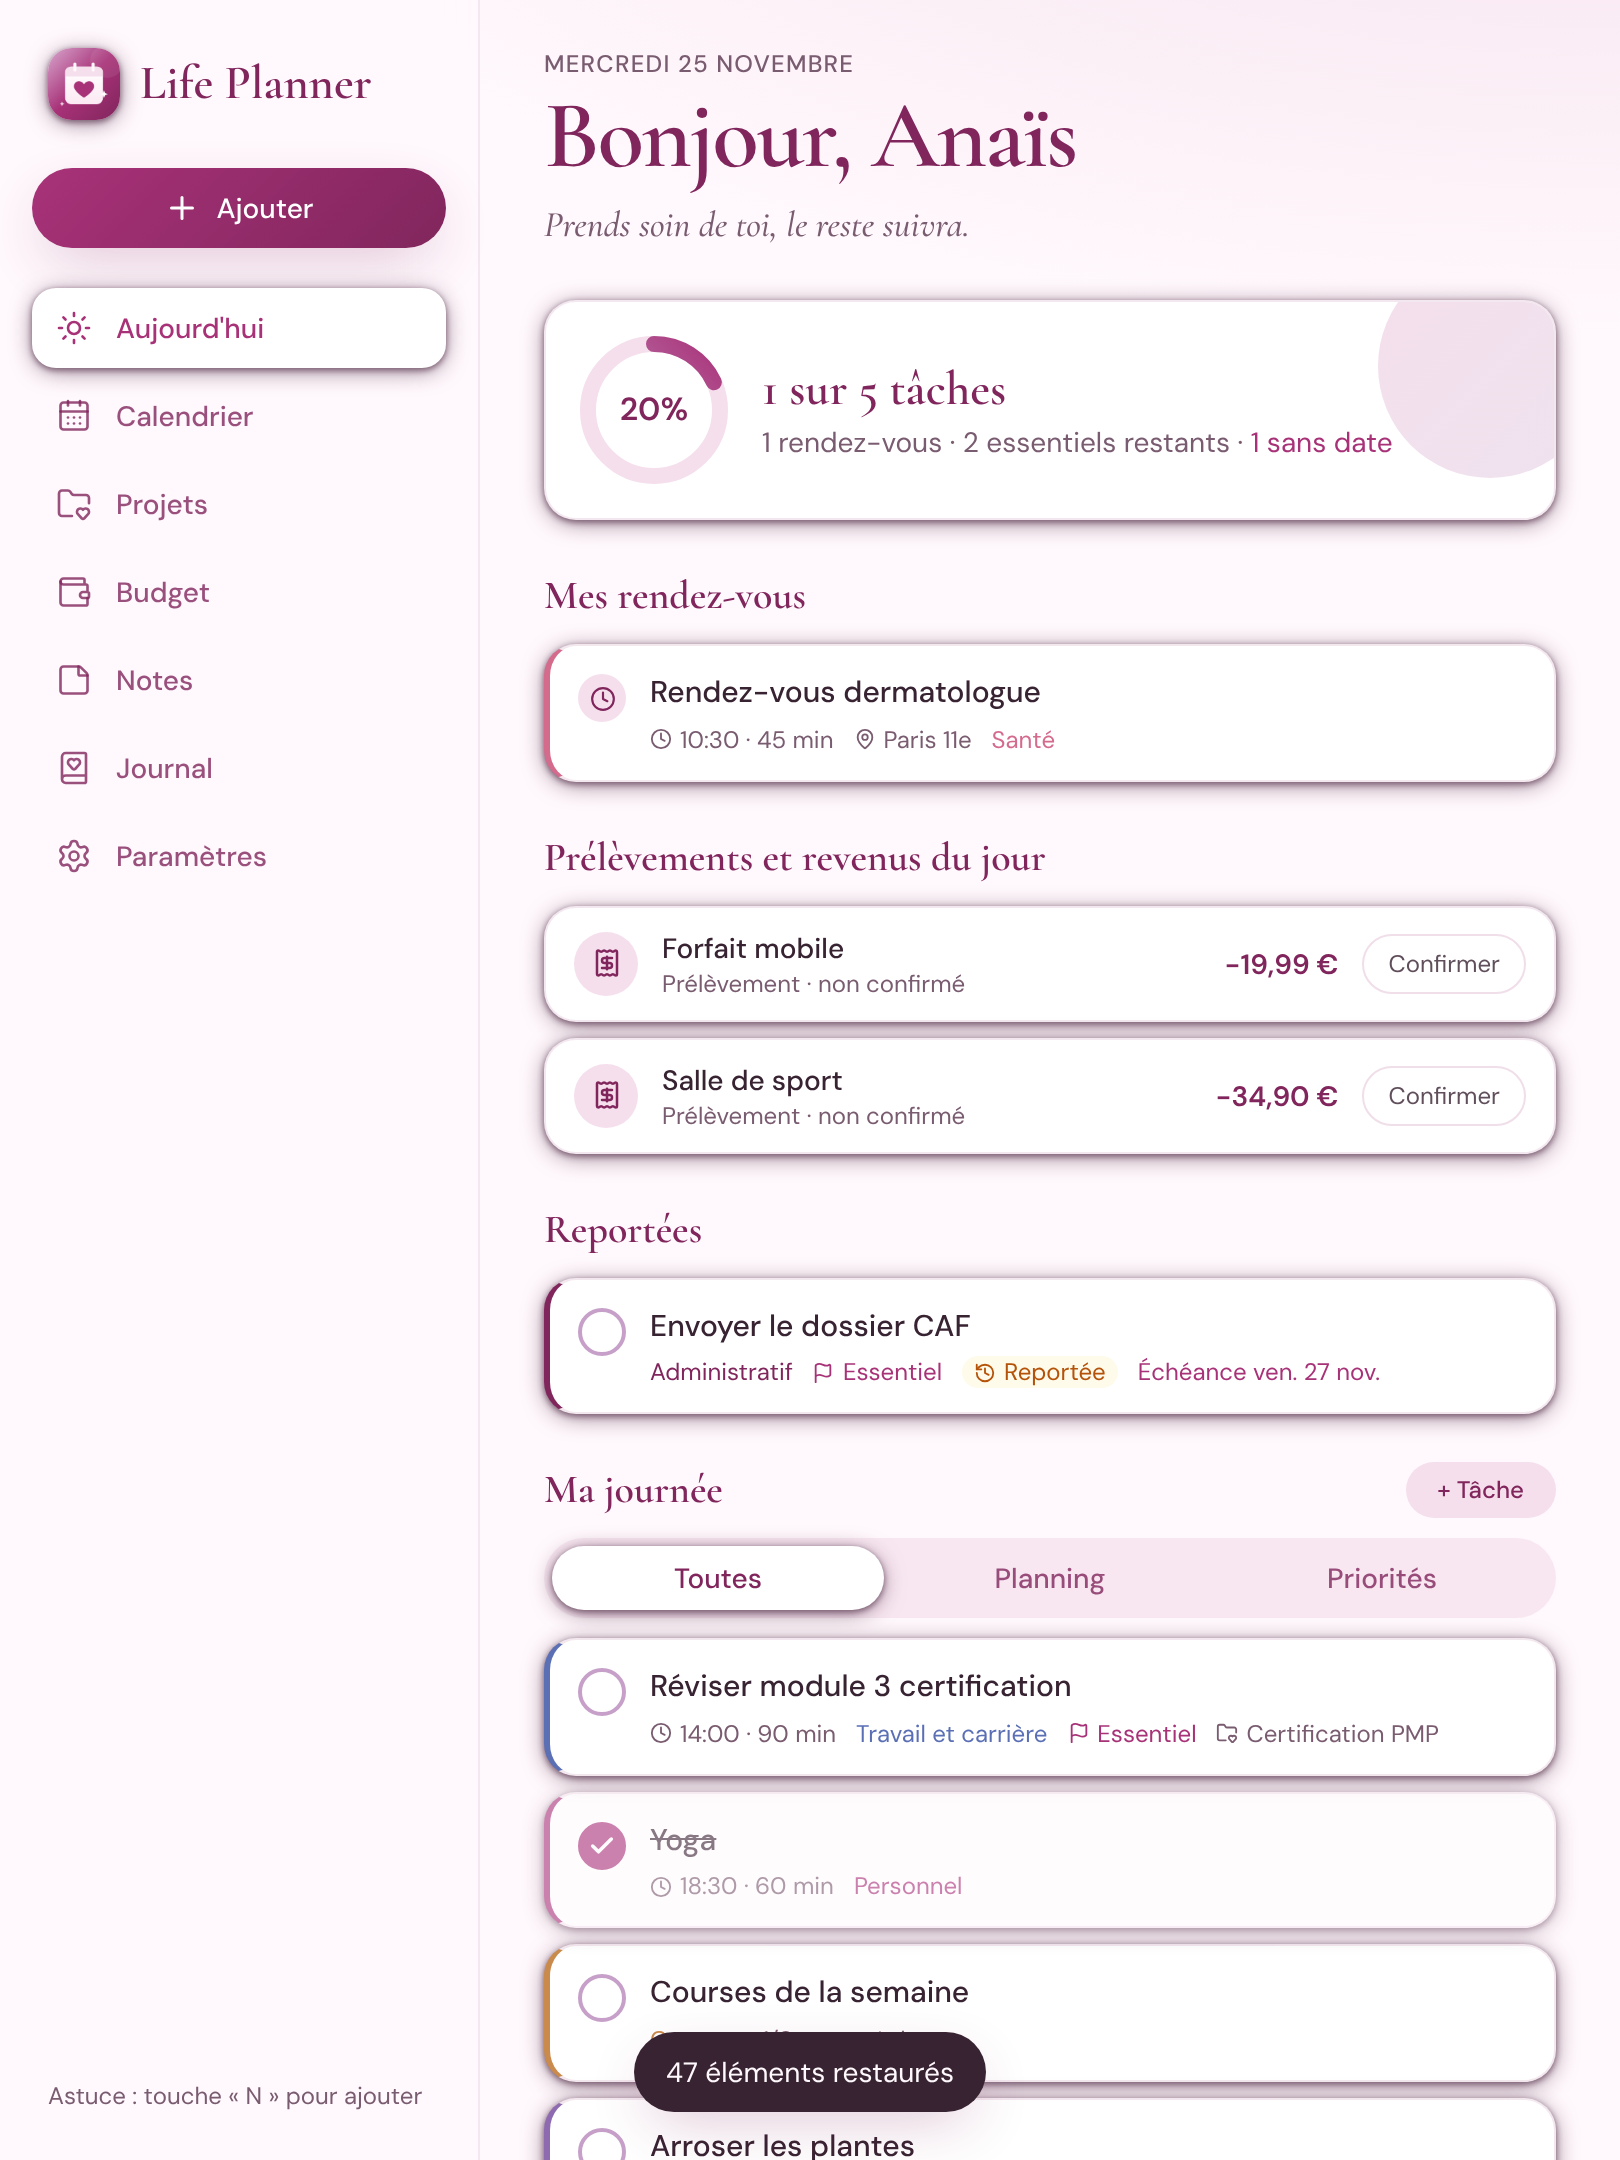 Life Planner
Ajouter
Aujourd'hui
Calendrier
Projets
Budget
Notes
Journal
Paramètres
Astuce : touche « N » pour ajouter
MERCREDI 25 NOVEMBRE
Bonjour, Anaïs
Prends soin de toi, le reste suivra.
20%
1 sur 5 tâches
1 rendez-vous · 2 essentiels restants · 1 sans date
Mes rendez-vous
Rendez-vous dermatologue
10:30 · 45 min Paris 11e Santé
Prélèvements et revenus du jour
Forfait mobile
Prélèvement · non confirmé
-19,99 € Confirmer
Salle de sport
Prélèvement · non confirmé
-34,90 € Confirmer
Reportées
Envoyer le dossier CAF
Administratif Essentiel Reportée Échéance ven. 27 nov.
Ma journée + Tâche
Toutes Planning Priorités
Réviser module 3 certification
14:00 · 90 min Travail et carrière Essentiel Certification PMP
Yoga
18:30 · 60 min Personnel
Courses de la semaine
47 éléments restaurés
Arroser les plantes